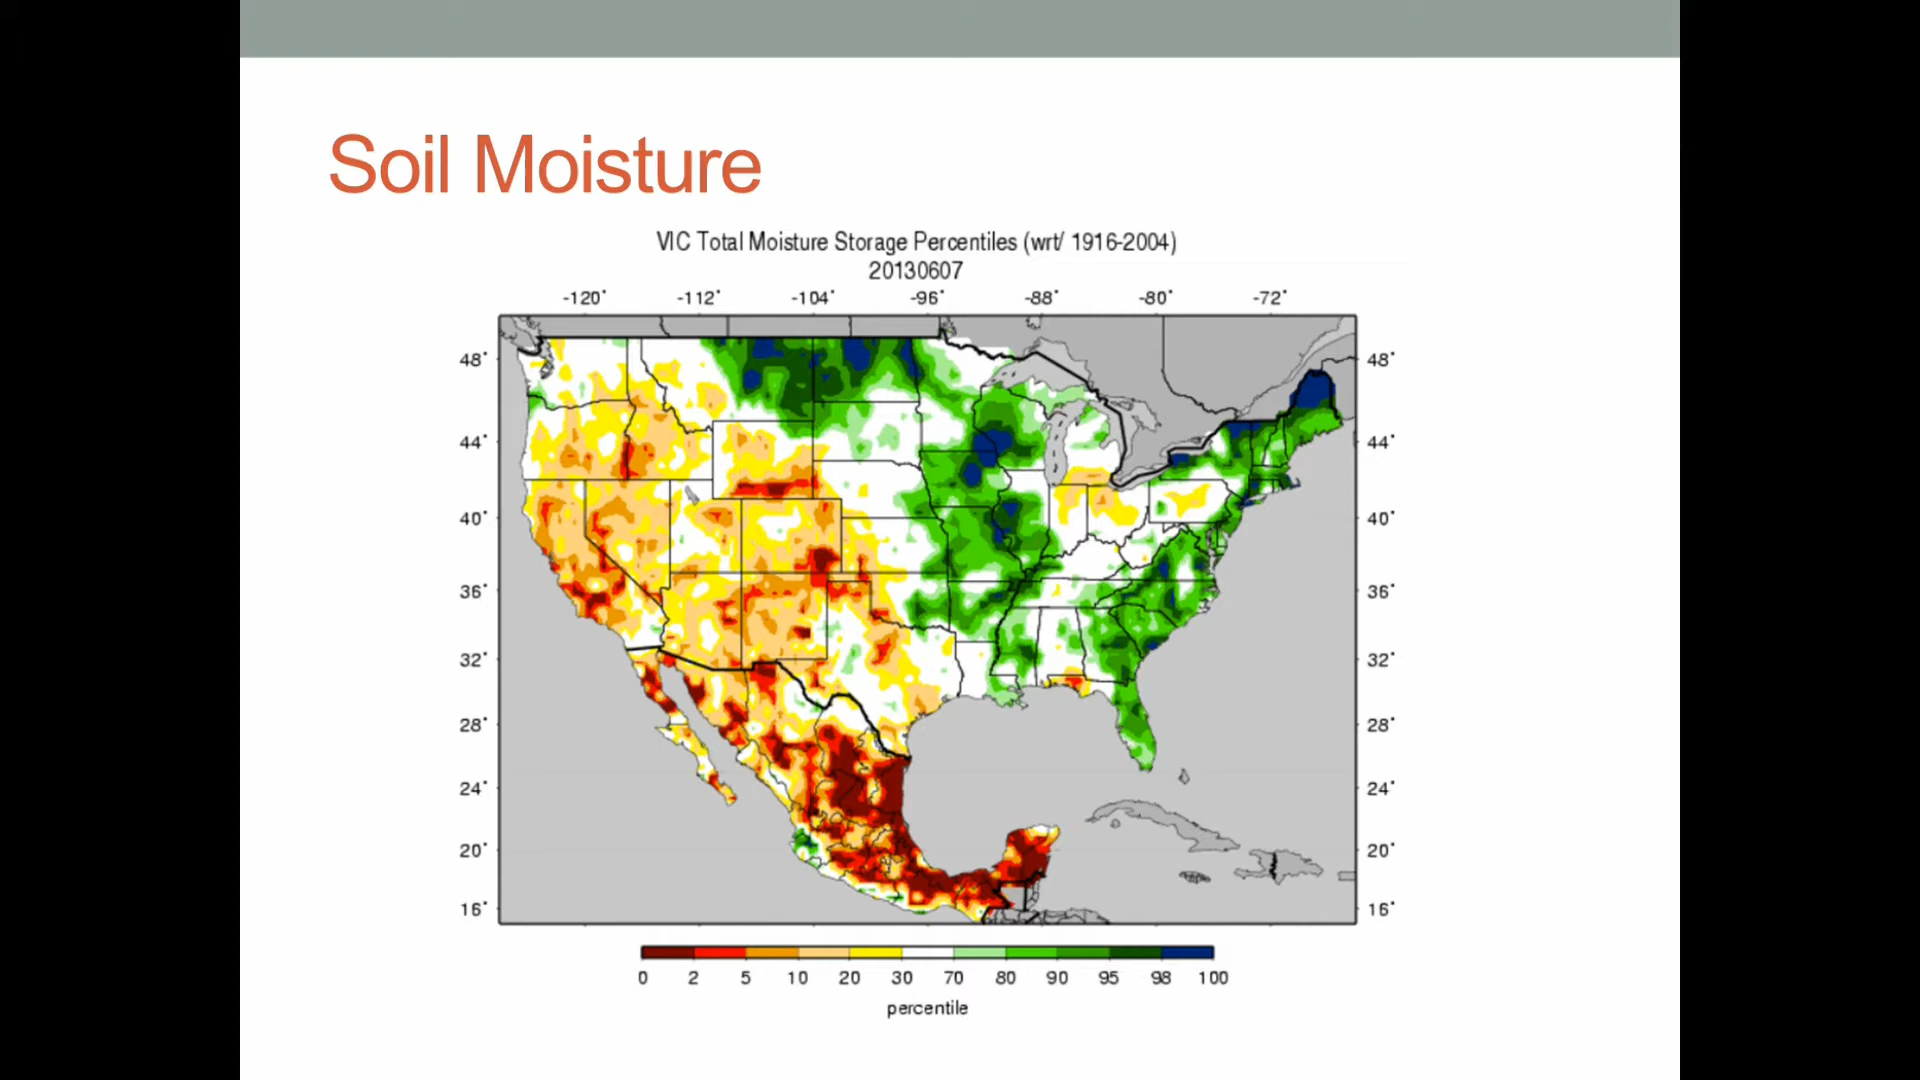 Soil Moisture
VIC Total Moisture Storage Percentiles (wrt/ 1916-2004)
20130607
-120° -112° -104° -96° -88° -80° -72°
48° 48°
44° 44°
40° 40°
36° 36°
32° 32°
28° 28°
24° 24°
20° 20°
16° 16°
0 2 5 10 20 30 70 80 90 95 98 100
percentile